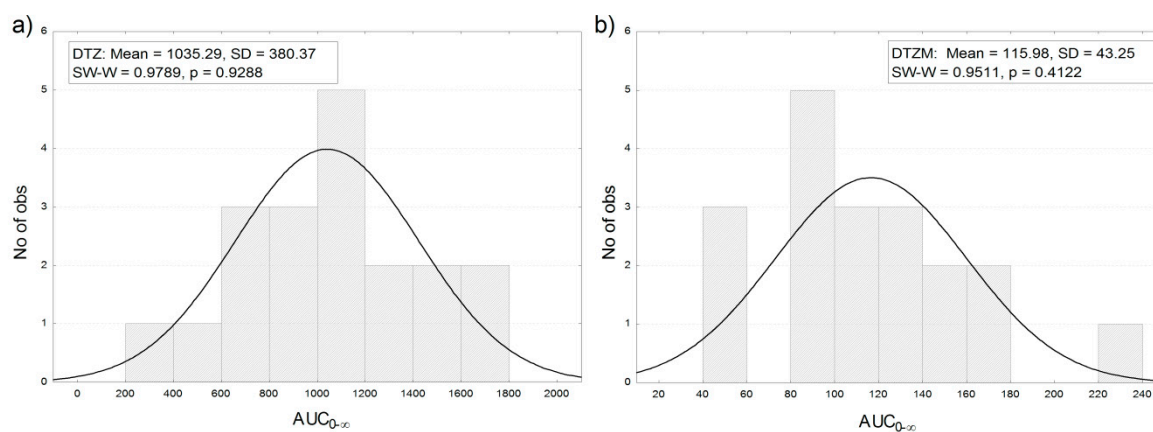 a)
DTZ: Mean = 1035.29, SD = 380.37
SW-W = 0.9789, p = 0.9288
No of obs
6
5
4
3
2
1
0
0 200 400 600 800 1000 1200 1400 1600 1800 2000
AUC0-∞
b)
DTZM: Mean = 115.98, SD = 43.25
SW-W = 0.9511, p = 0.4122
No of obs
6
5
4
3
2
1
0
20 40 60 80 100 120 140 160 180 200 220 240
AUC0-∞